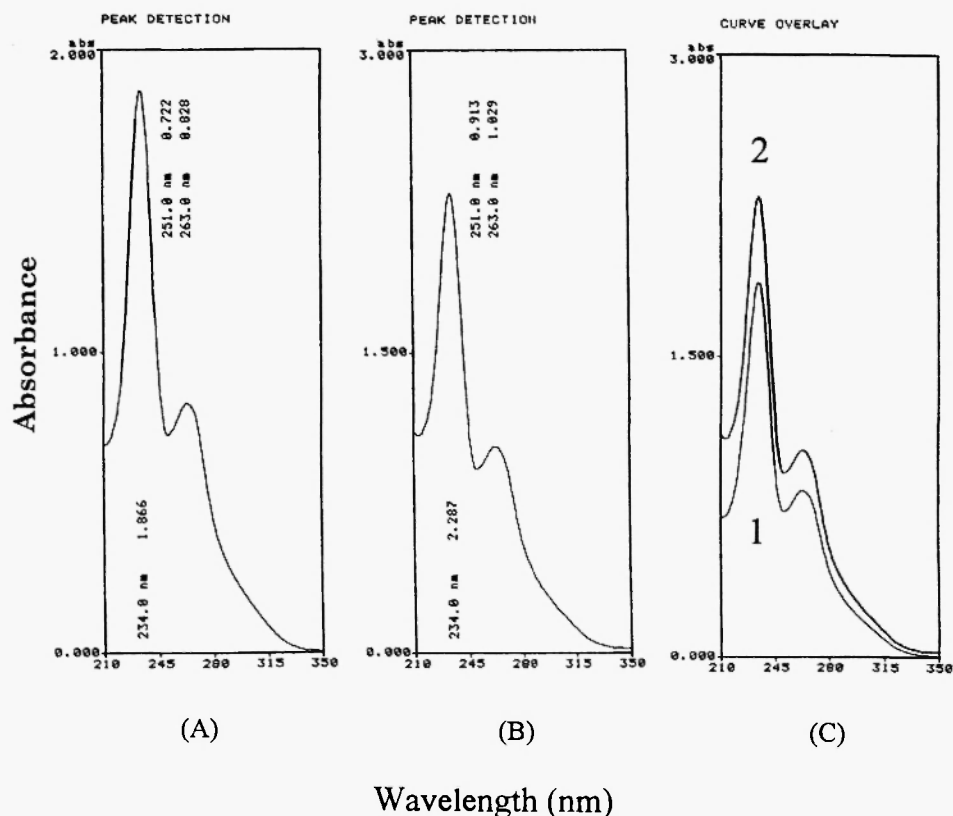 PEAK DETECTION
abs
2.000
0.722
0.828
251.0 nm
263.0 nm
1.000
1.866
234.0 nm
0.000
210 245 280 315 350
(A)
PEAK DETECTION
abs
3.000
0.913
1.029
251.0 nm
263.0 nm
1.500
2.287
234.0 nm
0.000
210 245 280 315 350
(B)
CURVE OVERLAY
abs
3.000
2
1.500
1
0.000
210 245 280 315 350
(C)
Absorbance
Wavelength (nm)